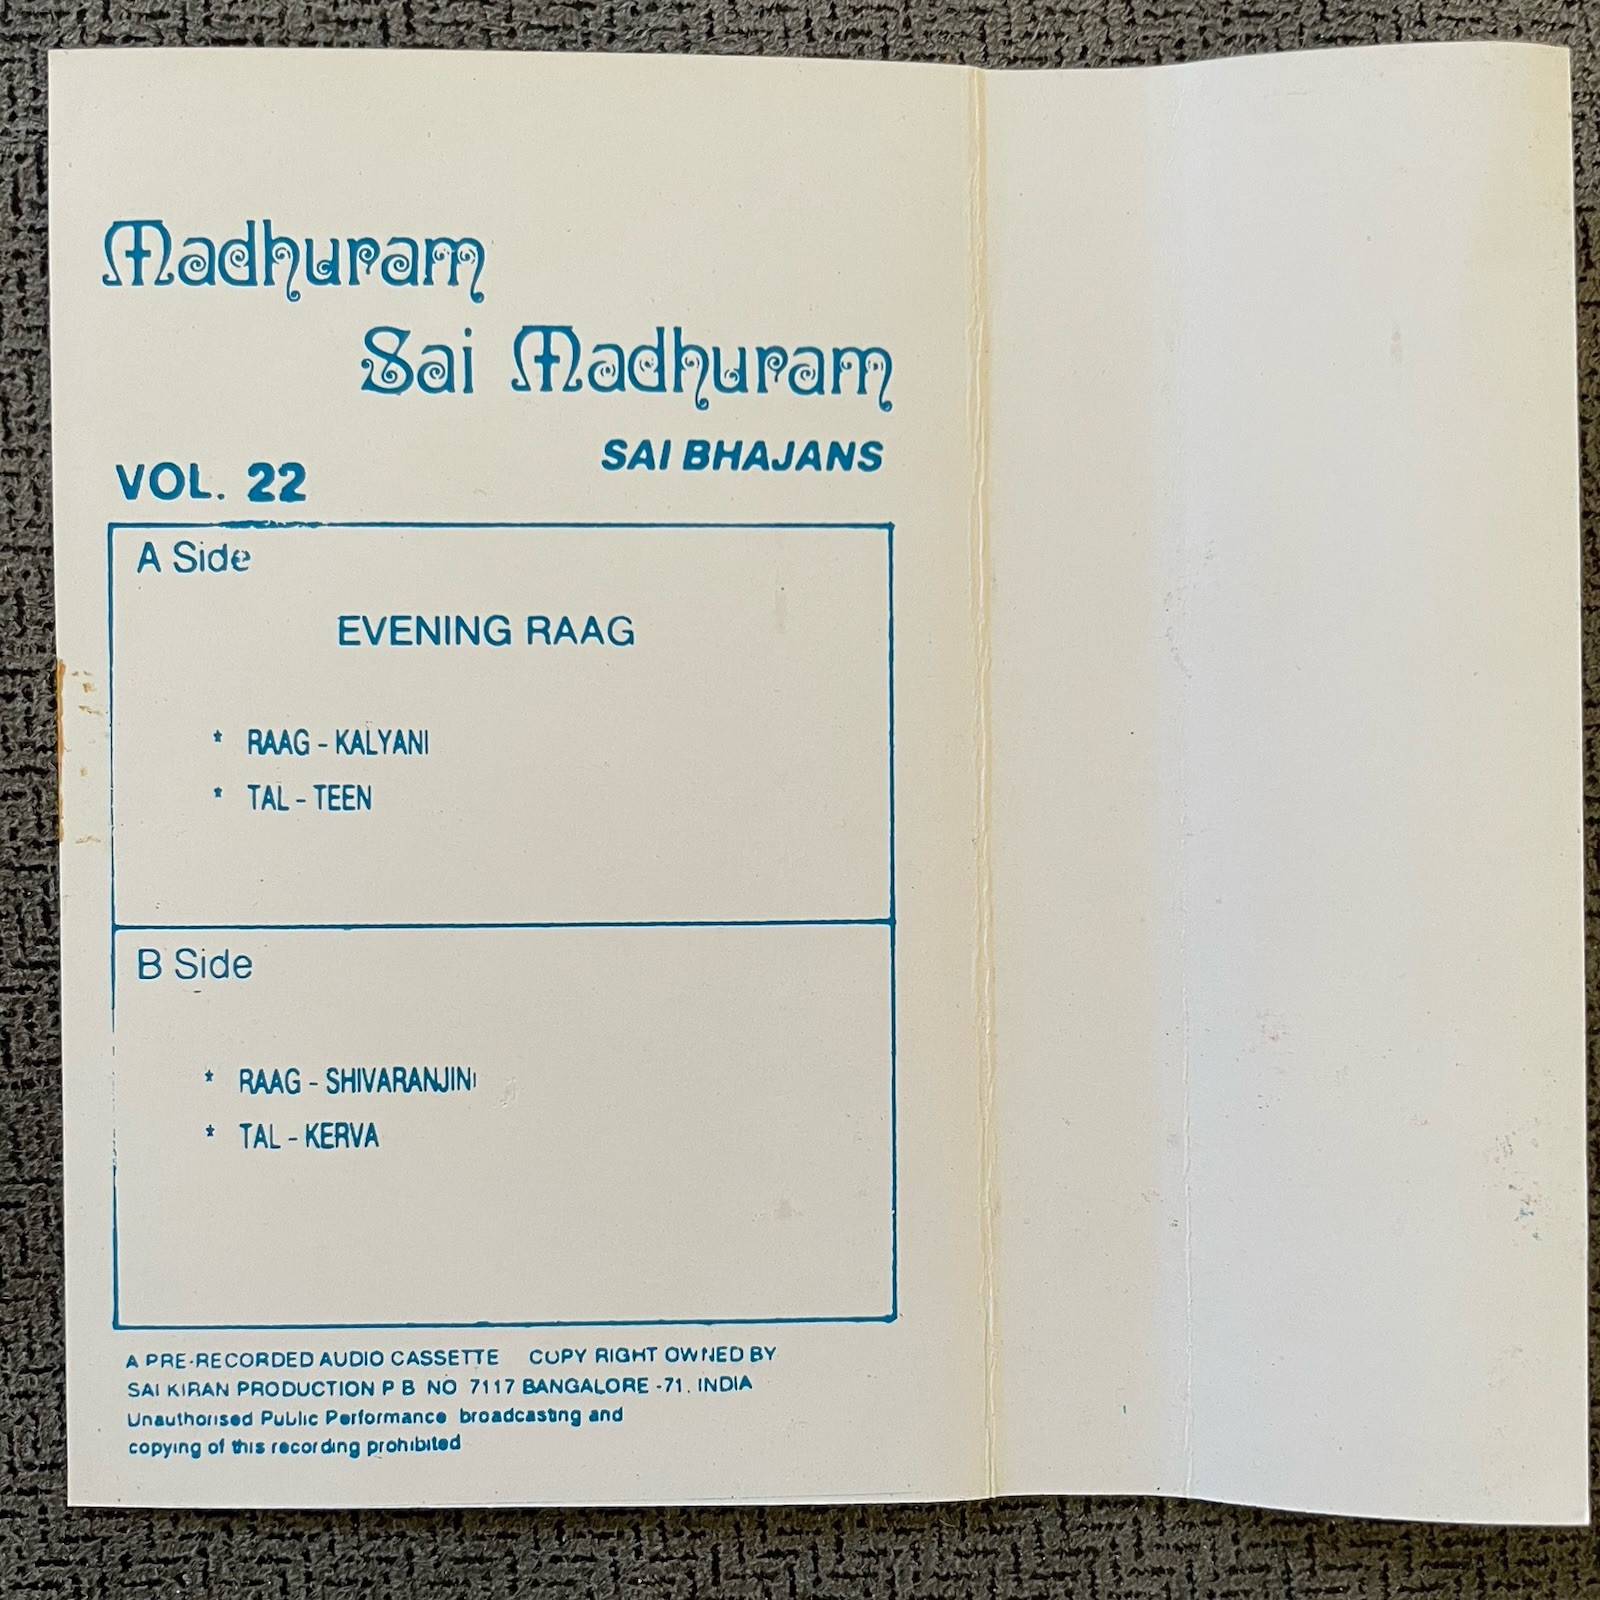 Madhuram
Sai Madhuram
SAI BHAJANS
VOL. 22
A Side
EVENING RAAG
* RAAG - KALYANI
* TAL - TEEN
B Side
* RAAG - SHIVARANJINI
* TAL - KERVA
A PRE-RECORDED AUDIO CASSETTE COPY RIGHT OWNED BY
SAI KIRAN PRODUCTION P B NO 7117 BANGALORE -71. INDIA
Unauthorised Public Performance broadcasting and
copying of this recording prohibited